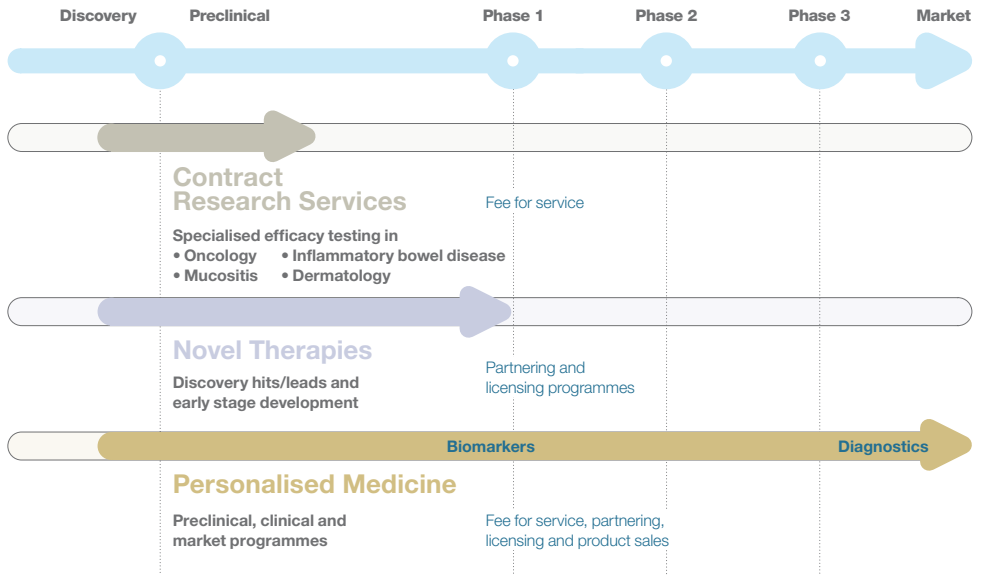 Discovery Preclinical Phase 1 Phase 2 Phase 3 Market
Contract
Research Services
Fee for service
Specialised efficacy testing in
• Oncology • Inflammatory bowel disease
• Mucositis • Dermatology
Novel Therapies
Discovery hits/leads and
early stage development
Partnering and
licensing programmes
Biomarkers Diagnostics
Personalised Medicine
Preclinical, clinical and
market programmes
Fee for service, partnering,
licensing and product sales